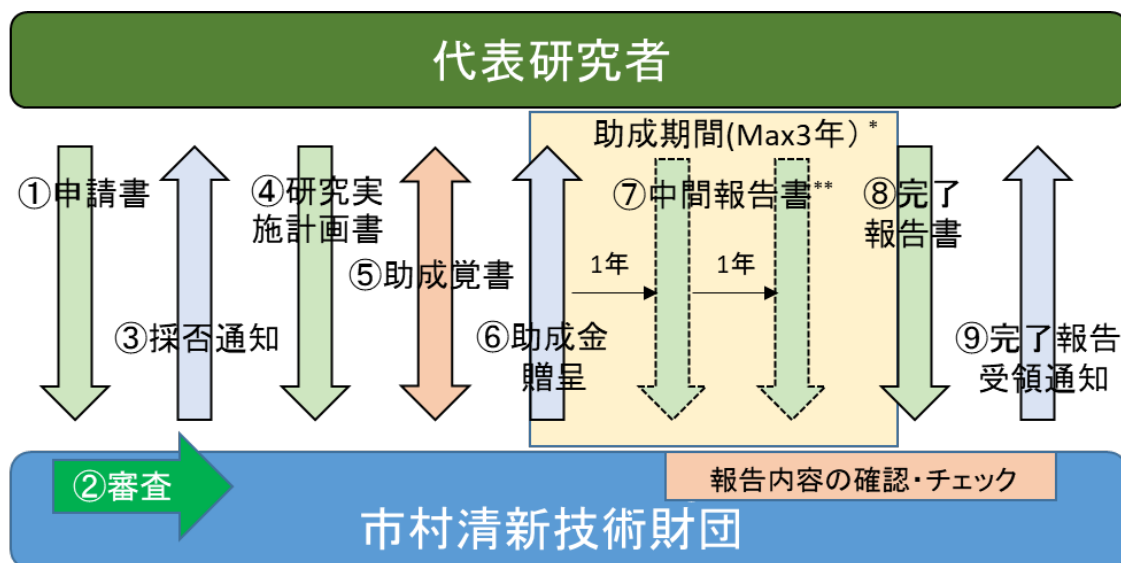 代表研究者
助成期間(Max3年) *
①申請書
③採否通知
④研究実
施計画書
⑤助成覚書
⑥助成金
贈呈
⑦中間報告書**
1年
1年
⑧完了
報告書
⑨完了報告
受領通知
②審査
報告内容の確認・チェック
市村清新技術財団